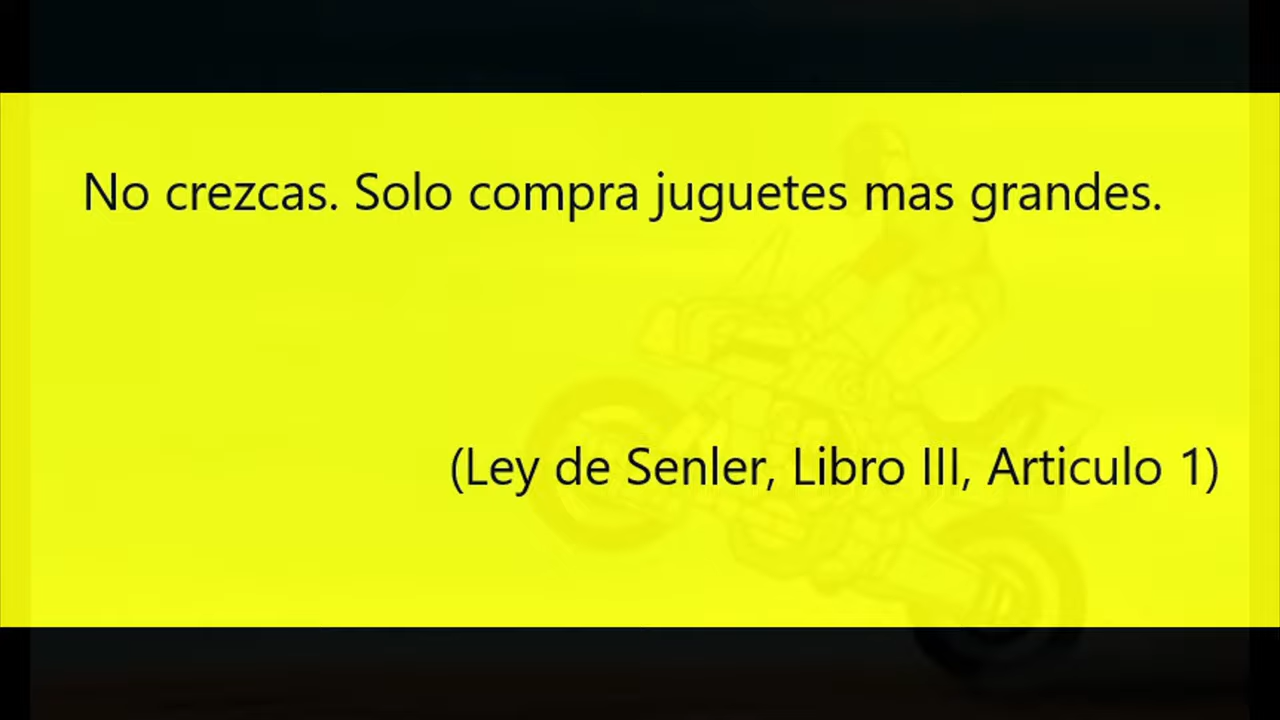 No crezcas. Solo compra juguetes mas grandes.
(Ley de Senler, Libro III, Articulo 1)